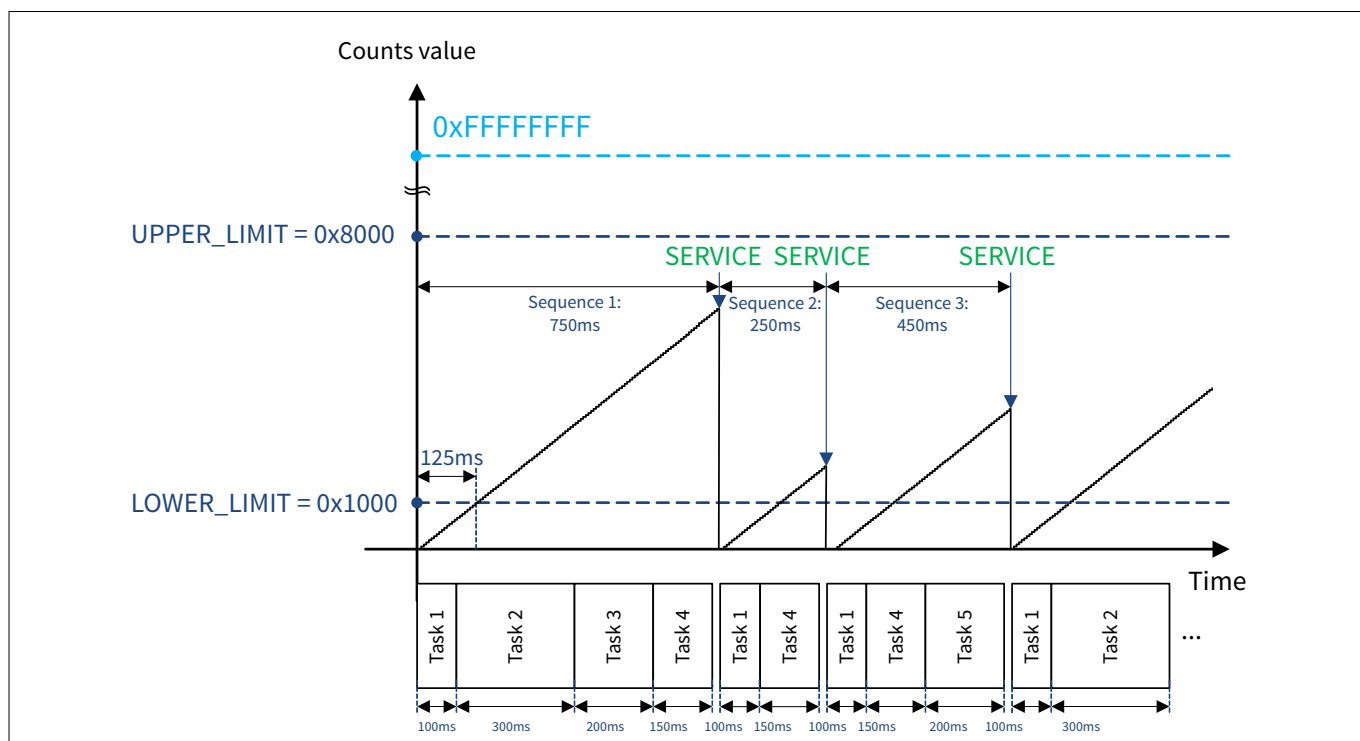 Counts value
0xFFFFFFFF
UPPER_LIMIT = 0x8000
SERVICE SERVICE SERVICE
Sequence 1:
750ms
Sequence 2:
250ms
Sequence 3:
450ms
125ms
LOWER_LIMIT = 0x1000
Time
Task 1
Task 2
Task 3
Task 4
Task 1
Task 4
Task 1
Task 4
Task 5
Task 1
Task 2
...
100ms 300ms 200ms 150ms 100ms 150ms 100ms 150ms 200ms 100ms 300ms